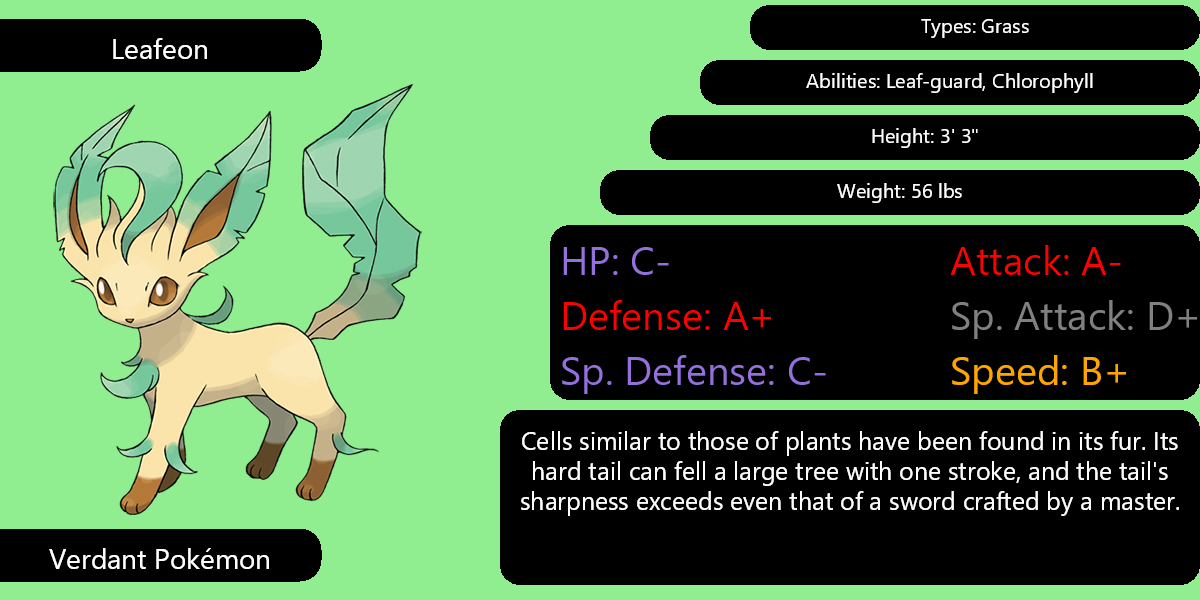 Leafeon
Types: Grass
Abilities: Leaf-guard, Chlorophyll
Height: 3' 3"
Weight: 56 lbs
HP: C-
Attack: A-
Defense: A+
Sp. Attack: D+
Sp. Defense: C-
Speed: B+
Cells similar to those of plants have been found in its fur. Its
hard tail can fell a large tree with one stroke, and the tail's
sharpness exceeds even that of a sword crafted by a master.
Verdant Pokémon